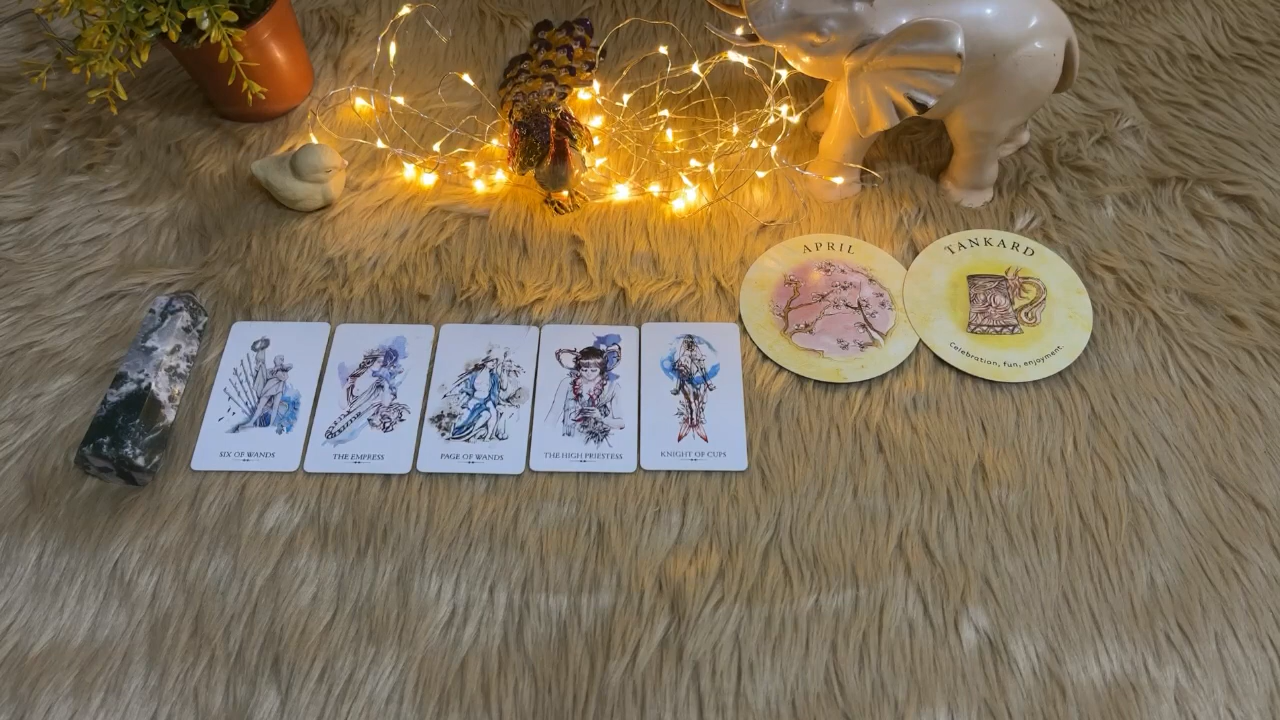 SIX OF WANDS
THE EMPRESS
PAGE OF WANDS
THE HIGH PRIESTESS
KNIGHT OF CUPS
APRIL
TANKARD
Celebration, fun, enjoyment.